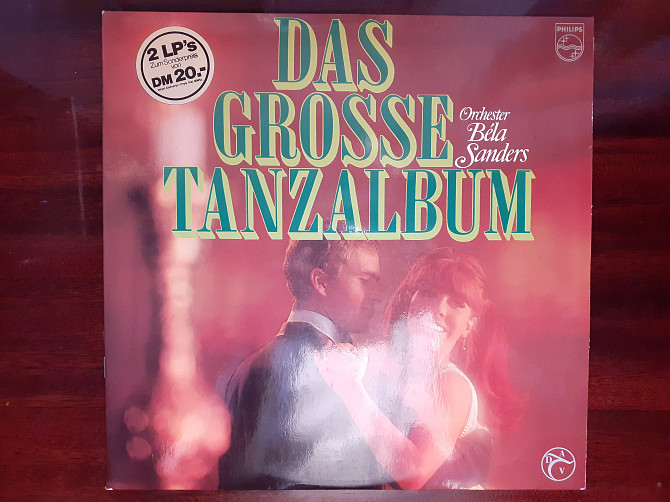 2 LP's
Zum Sonderpreis
von
DM 20.-
PHILIPS
DAS
GROSSE
TANZALBUM
Orchester
Béla
Sanders
D A V